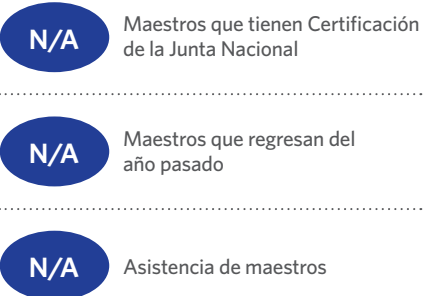 N/A
Maestros que tienen Certificación
de la Junta Nacional
N/A
Maestros que regresan del
año pasado
N/A
Asistencia de maestros